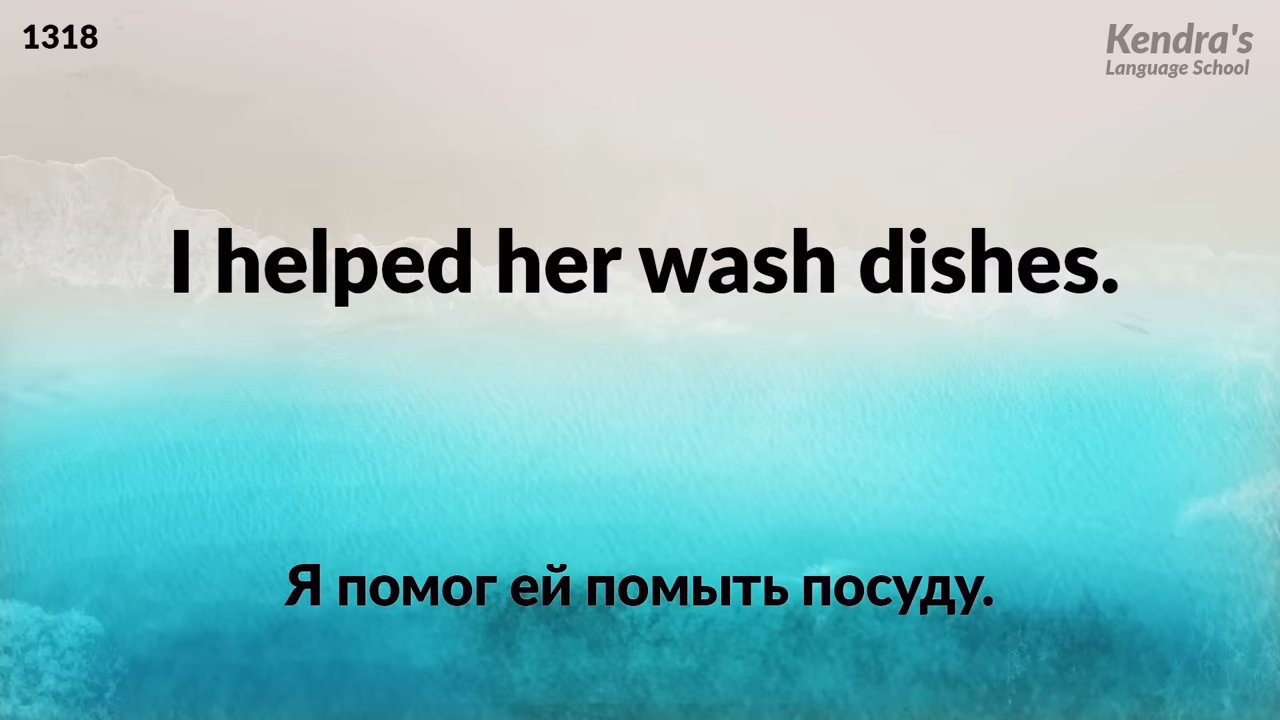 1318
Kendra's
Language School
I helped her wash dishes.
Я помог ей помыть посуду.